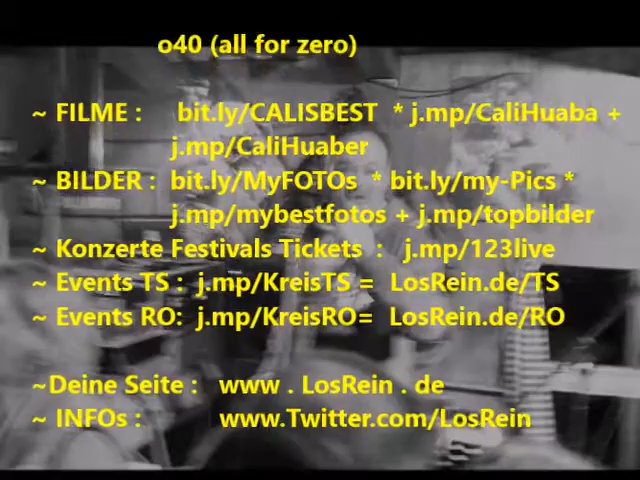 o40 (all for zero)
~ FILME : bit.ly/CALISBEST * j.mp/CaliHuaba +
j.mp/CaliHuaber
~ BILDER : bit.ly/MyFOTOs * bit.ly/my-Pics *
j.mp/mybestfotos + j.mp/topbilder
~ Konzerte Festivals Tickets : j.mp/123live
~ Events TS : j.mp/KreisTS = LosRein.de/TS
~ Events RO: j.mp/KreisRO= LosRein.de/RO
~Deine Seite : www . LosRein . de
~ INFOs : www.Twitter.com/LosRein